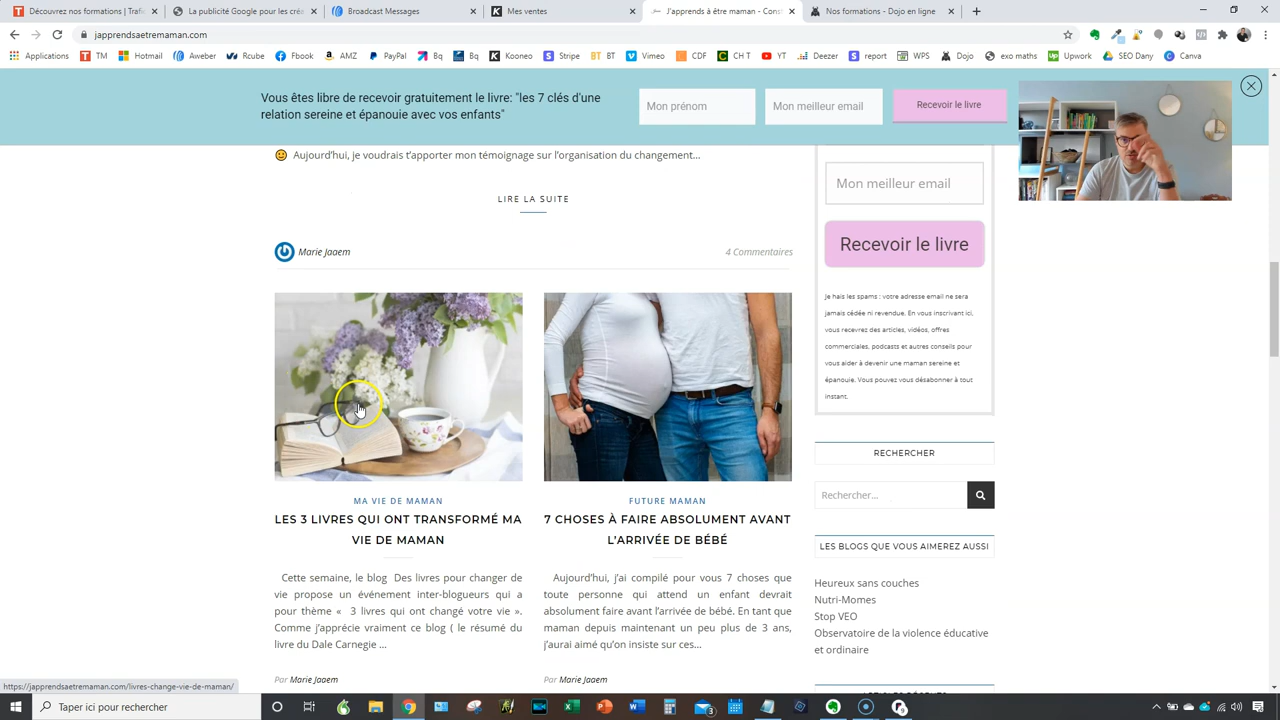 Découvrez nos formations | Trafic
La publicité Google pour les crée
Broadcast Messages
Mes ventes
J'apprends à etre maman - Cons
Nos formations - Dojo en ligne
japprendsaetremaman.com
Applications
TM
Hotmail
Aweber
Rcube
Fbook
AMZ
PayPal
Bq
Bq
Kooneo
Stripe
BT
Vimeo
CDF
CH T
YT
Deezer
report
WPS
Dojo
exo maths
Upwork
SEO Dany
Canva
Vous êtes libre de recevoir gratuitement le livre: "les 7 clés d'une
relation sereine et épanouie avec vos enfants"
Mon prénom
Mon meilleur email
Recevoir le livre
Aujourd'hui, je voudrais t'apporter mon témoignage sur l'organisation du changement...
LIRE LA SUITE
Marie Jaaem
4 Commentaires
Mon meilleur email
Recevoir le livre
Je hais les spams : votre adresse email ne sera
jamais cédée ni revendue. En vous inscrivant ici,
vous recevrez des articles, vidéos, offres
commerciales, podcasts et autres conseils pour
vous aider à devenir une maman sereine et
épanouie. Vous pouvez vous désabonner à tout
instant.
RECHERCHER
Rechercher...
LES BLOGS QUE VOUS AIMEREZ AUSSI
Heureux sans couches
Nutri-Momes
Stop VEO
Observatoire de la violence éducative
et ordinaire
MA VIE DE MAMAN
LES 3 LIVRES QUI ONT TRANSFORMÉ MA
VIE DE MAMAN
Cette semaine, le blog Des livres pour changer de
vie propose un événement inter-blogueurs qui a
pour thème « 3 livres qui ont changé votre vie ».
Comme j'apprécie vraiment ce blog ( le résumé du
livre du Dale Carnegie ...
Par Marie Jaaem
FUTURE MAMAN
7 CHOSES À FAIRE ABSOLUMENT AVANT
L'ARRIVÉE DE BÉBÉ
Aujourd'hui, j'ai compilé pour vous 7 choses que
toute personne qui attend un enfant devrait
absolument faire avant l'arrivée de bébé. En tant que
maman depuis maintenant un peu plus de 3 ans,
j'aurai aimé qu'on insiste sur ces...
Par Marie Jaaem
https://japprendsaetremaman.com/livres-change-vie-de-maman/
Taper ici pour rechercher